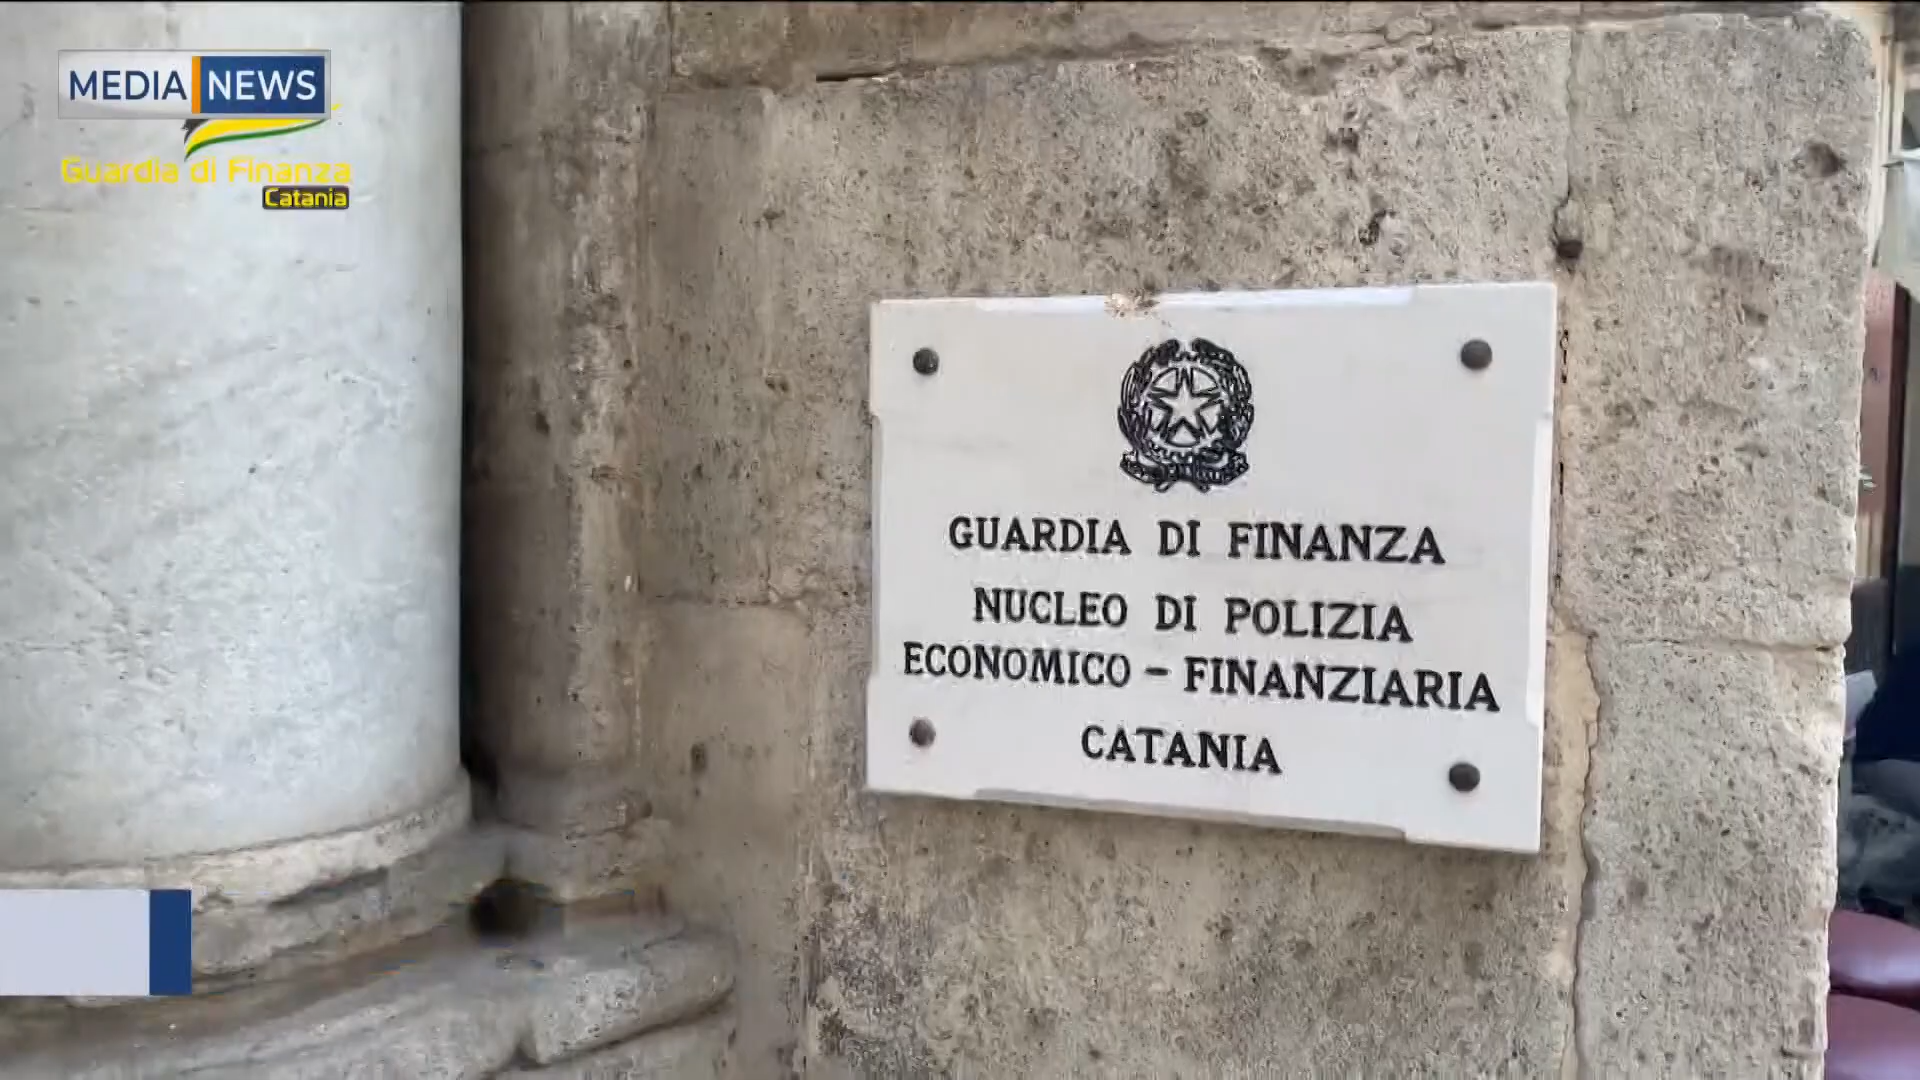 MEDIA NEWS
Guardia di Finanza
Catania
GUARDIA DI FINANZA
NUCLEO DI POLIZIA
ECONOMICO - FINANZIARIA
CATANIA